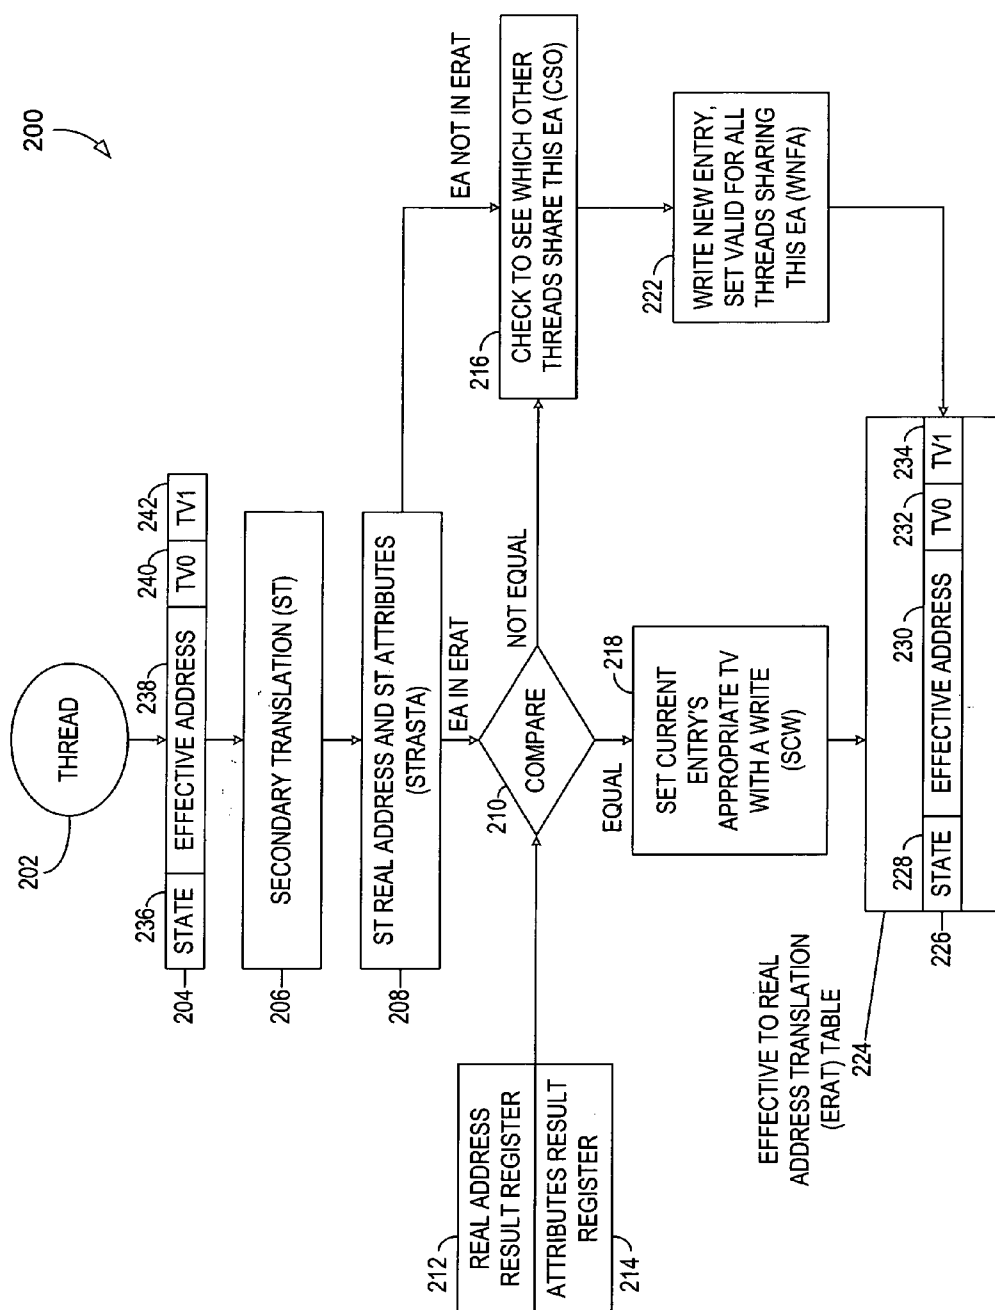 200
THREAD
202
236
238
240
242
STATE
EFFECTIVE ADDRESS
TV0
TV1
204
SECONDARY TRANSLATION (ST)
206
ST REAL ADDRESS AND ST ATTRIBUTES
(STRASTA)
208
EA IN ERAT
EA NOT IN ERAT
212
REAL ADDRESS
RESULT REGISTER
ATTRIBUTES RESULT
REGISTER
214
210
COMPARE
NOT EQUAL
EQUAL
216
CHECK TO SEE WHICH OTHER
THREADS SHARE THIS EA (CSO)
218
SET CURRENT
ENTRY'S
APPROPRIATE TV
WITH A WRITE
(SCW)
222
WRITE NEW ENTRY,
SET VALID FOR ALL
THREADS SHARING
THIS EA (WNFA)
EFFECTIVE TO REAL
ADDRESS TRANSLATION
(ERAT) TABLE
224
228
230
232
234
STATE
EFFECTIVE ADDRESS
TV0
TV1
226